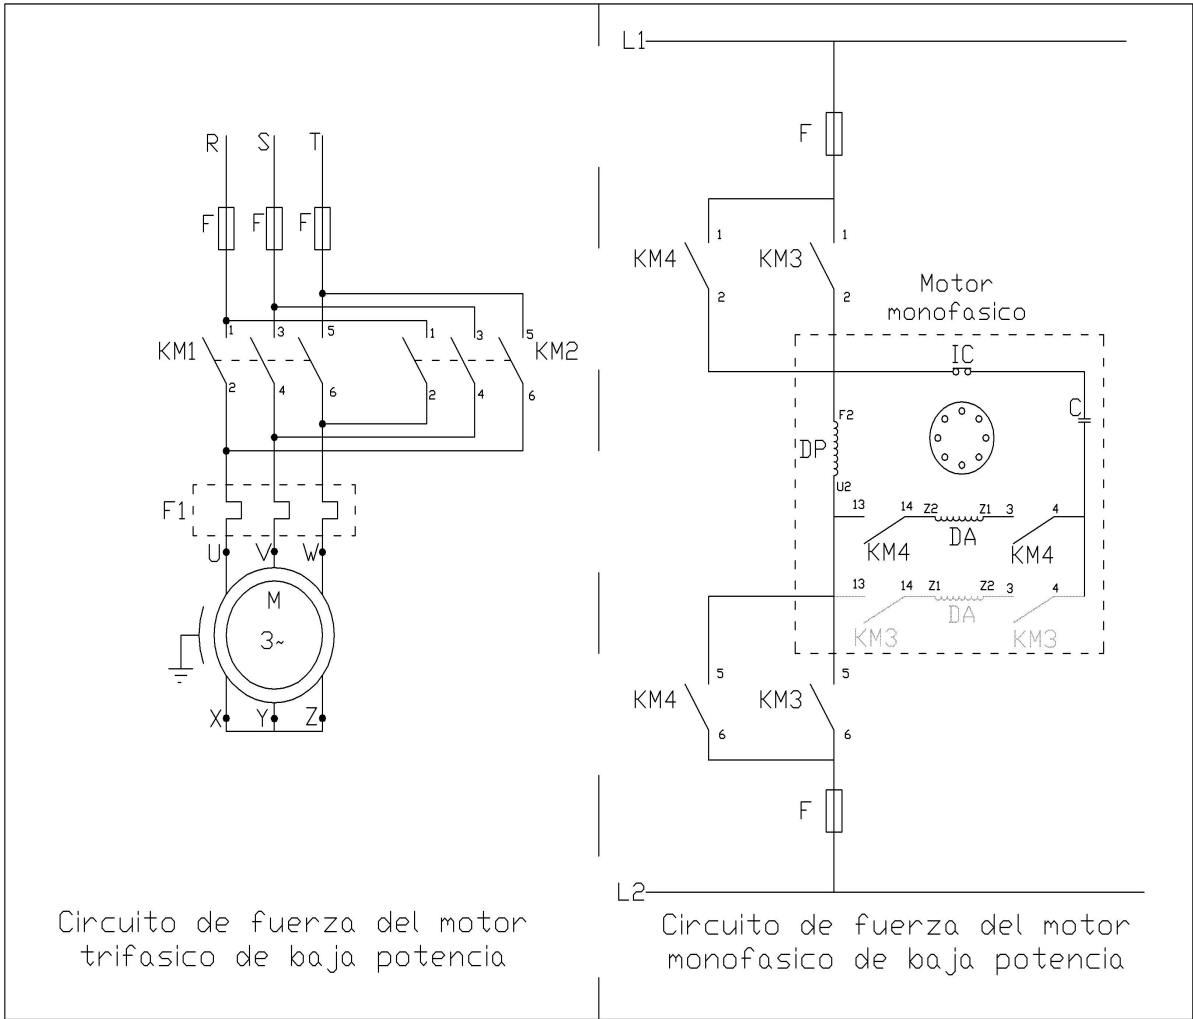 L1
F
R S T
F F F
1 1
KM4 KM3
2 2
Motor
monofasico
1 3 5 1 3 5
KM1 KM2
2 4 6 2 4 6
IC
C
F2
DP
U2
13 14 Z2 Z1 3 4
KM4 DA KM4
F1
U V W
13 14 Z1 Z2 3 4
KM3 DA KM3
M
3~
5 5
KM4 KM3
6 6
X Y Z
F
L2
Circuito de fuerza del motor
trifasico de baja potencia
Circuito de fuerza del motor
monofasico de baja potencia